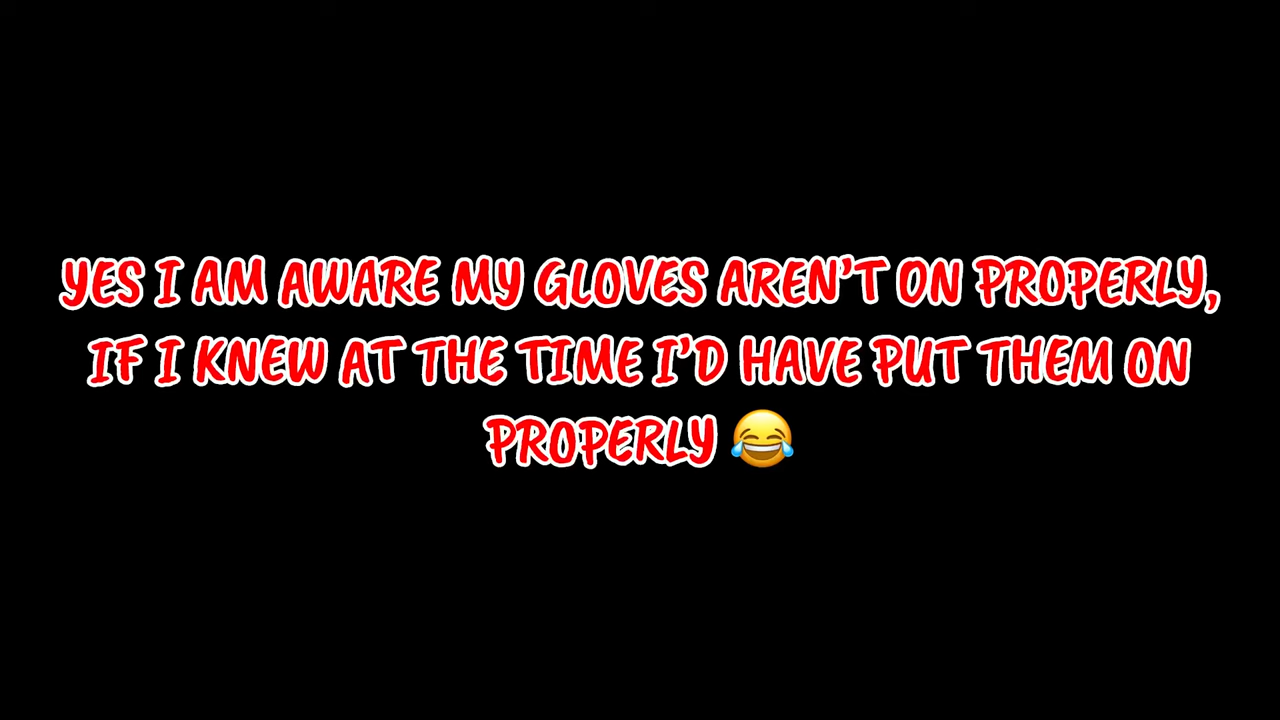 YES I AM AWARE MY GLOVES AREN’T ON PROPERLY,
IF I KNEW AT THE TIME I’D HAVE PUT THEM ON
PROPERLY 😂